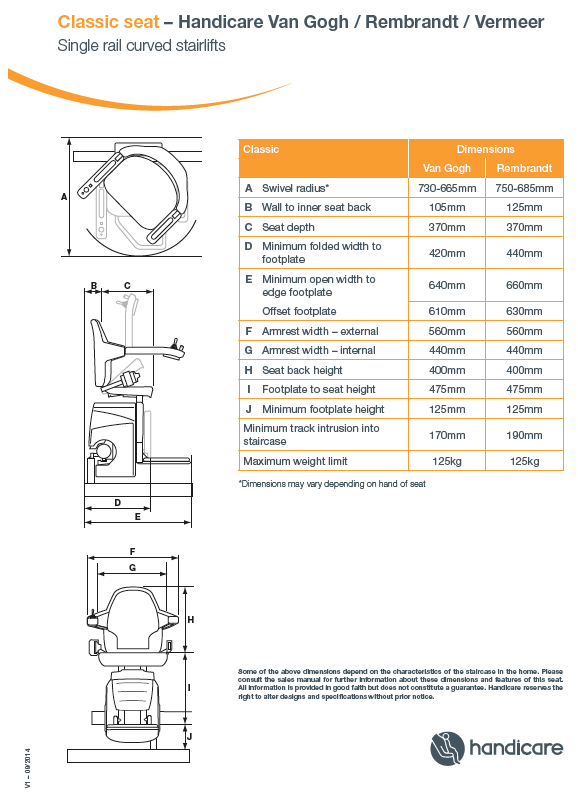 Classic seat – Handicare Van Gogh / Rembrandt / Vermeer
Single rail curved stairlifts
A
B C
D
E
F
G
H
I
J
Classic Dimensions
Van Gogh Rembrandt
A Swivel radius* 730-665mm 750-685mm
B Wall to inner seat back 105mm 125mm
C Seat depth 370mm 370mm
D Minimum folded width to
footplate 420mm 440mm
E Minimum open width to
edge footplate 640mm 660mm
Offset footplate 610mm 630mm
F Armrest width – external 560mm 560mm
G Armrest width – internal 440mm 440mm
H Seat back height 400mm 400mm
I Footplate to seat height 475mm 475mm
J Minimum footplate height 125mm 125mm
Minimum track intrusion into
staircase 170mm 190mm
Maximum weight limit 125kg 125kg
*Dimensions may vary depending on hand of seat
Some of the above dimensions depend on the characteristics of the staircase in the home. Please
consult the sales manual for further information about these dimensions and features of this seat.
All information is provided in good faith but does not constitute a guarantee. Handicare reserves the
right to alter designs and specifications without prior notice.
handicare
V1 – 09/2014